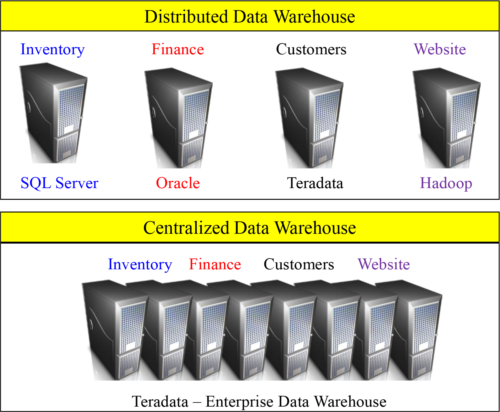 Distributed Data Warehouse
Inventory Finance Customers Website
SQL Server Oracle Teradata Hadoop
Centralized Data Warehouse
Inventory Finance Customers Website
Teradata – Enterprise Data Warehouse